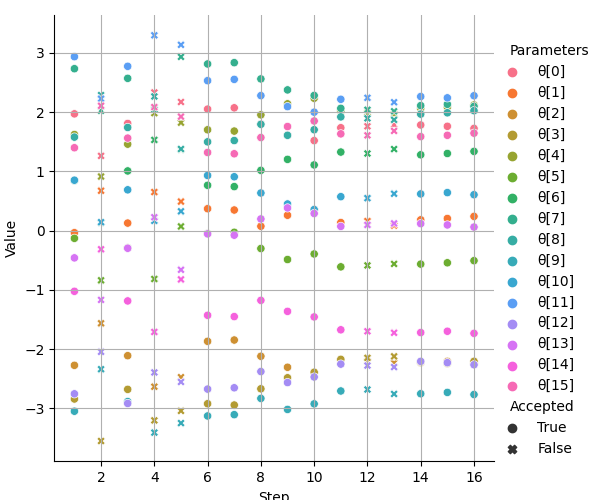 Value
3
2
1
0
−1
−2
−3
2
4
6
8
10
12
14
16
Step
Parameters
θ[0]
θ[1]
θ[2]
θ[3]
θ[4]
θ[5]
θ[6]
θ[7]
θ[8]
θ[9]
θ[10]
θ[11]
θ[12]
θ[13]
θ[14]
θ[15]
Accepted
True
False